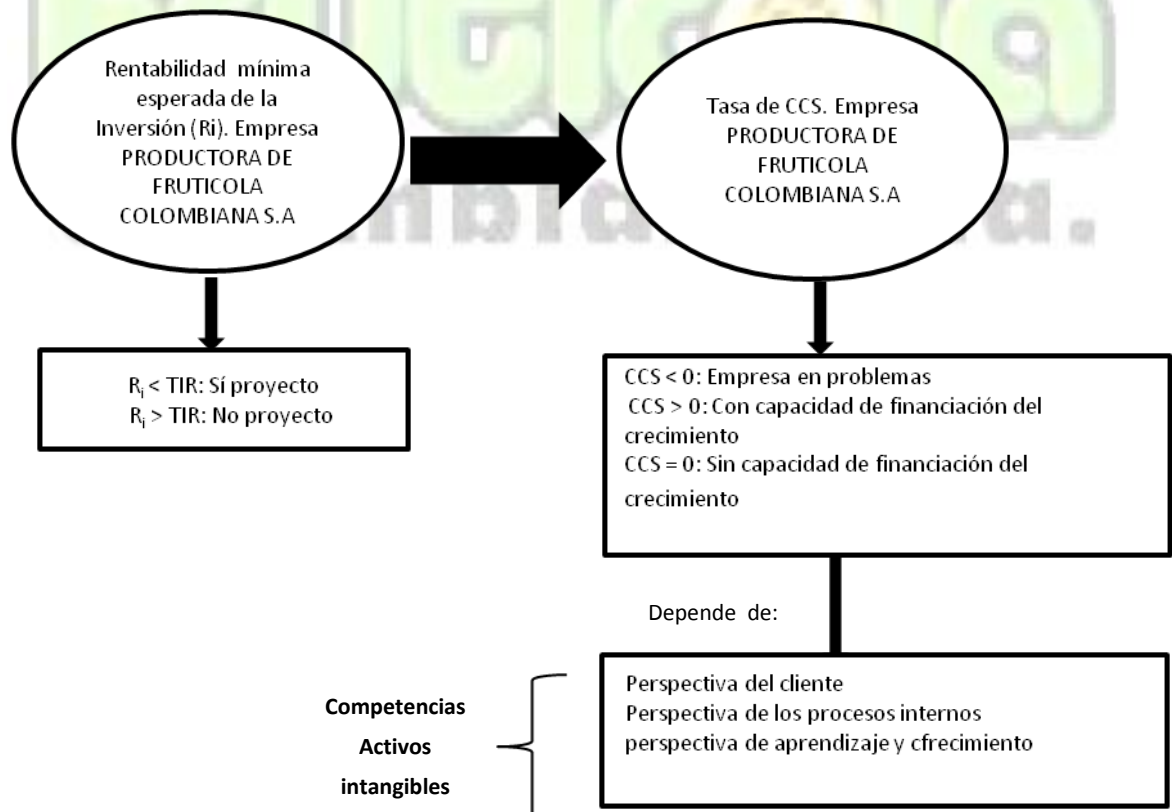 Rentabilidad mínima
esperada de la
Inversión (Ri). Empresa
PRODUCTORA DE
FRUTICOLA
COLOMBIANA S.A
Tasa de CCS. Empresa
PRODUCTORA DE
FRUTICOLA
COLOMBIANA S.A
Ri < TIR: Sí proyecto
Ri > TIR: No proyecto
CCS < 0: Empresa en problemas
CCS > 0: Con capacidad de financiación del
crecimiento
CCS = 0: Sin capacidad de financiación del
crecimiento
Depende de:
Competencias
Activos
intangibles
Perspectiva del cliente
Perspectiva de los procesos internos
perspectiva de aprendizaje y cfrecimiento